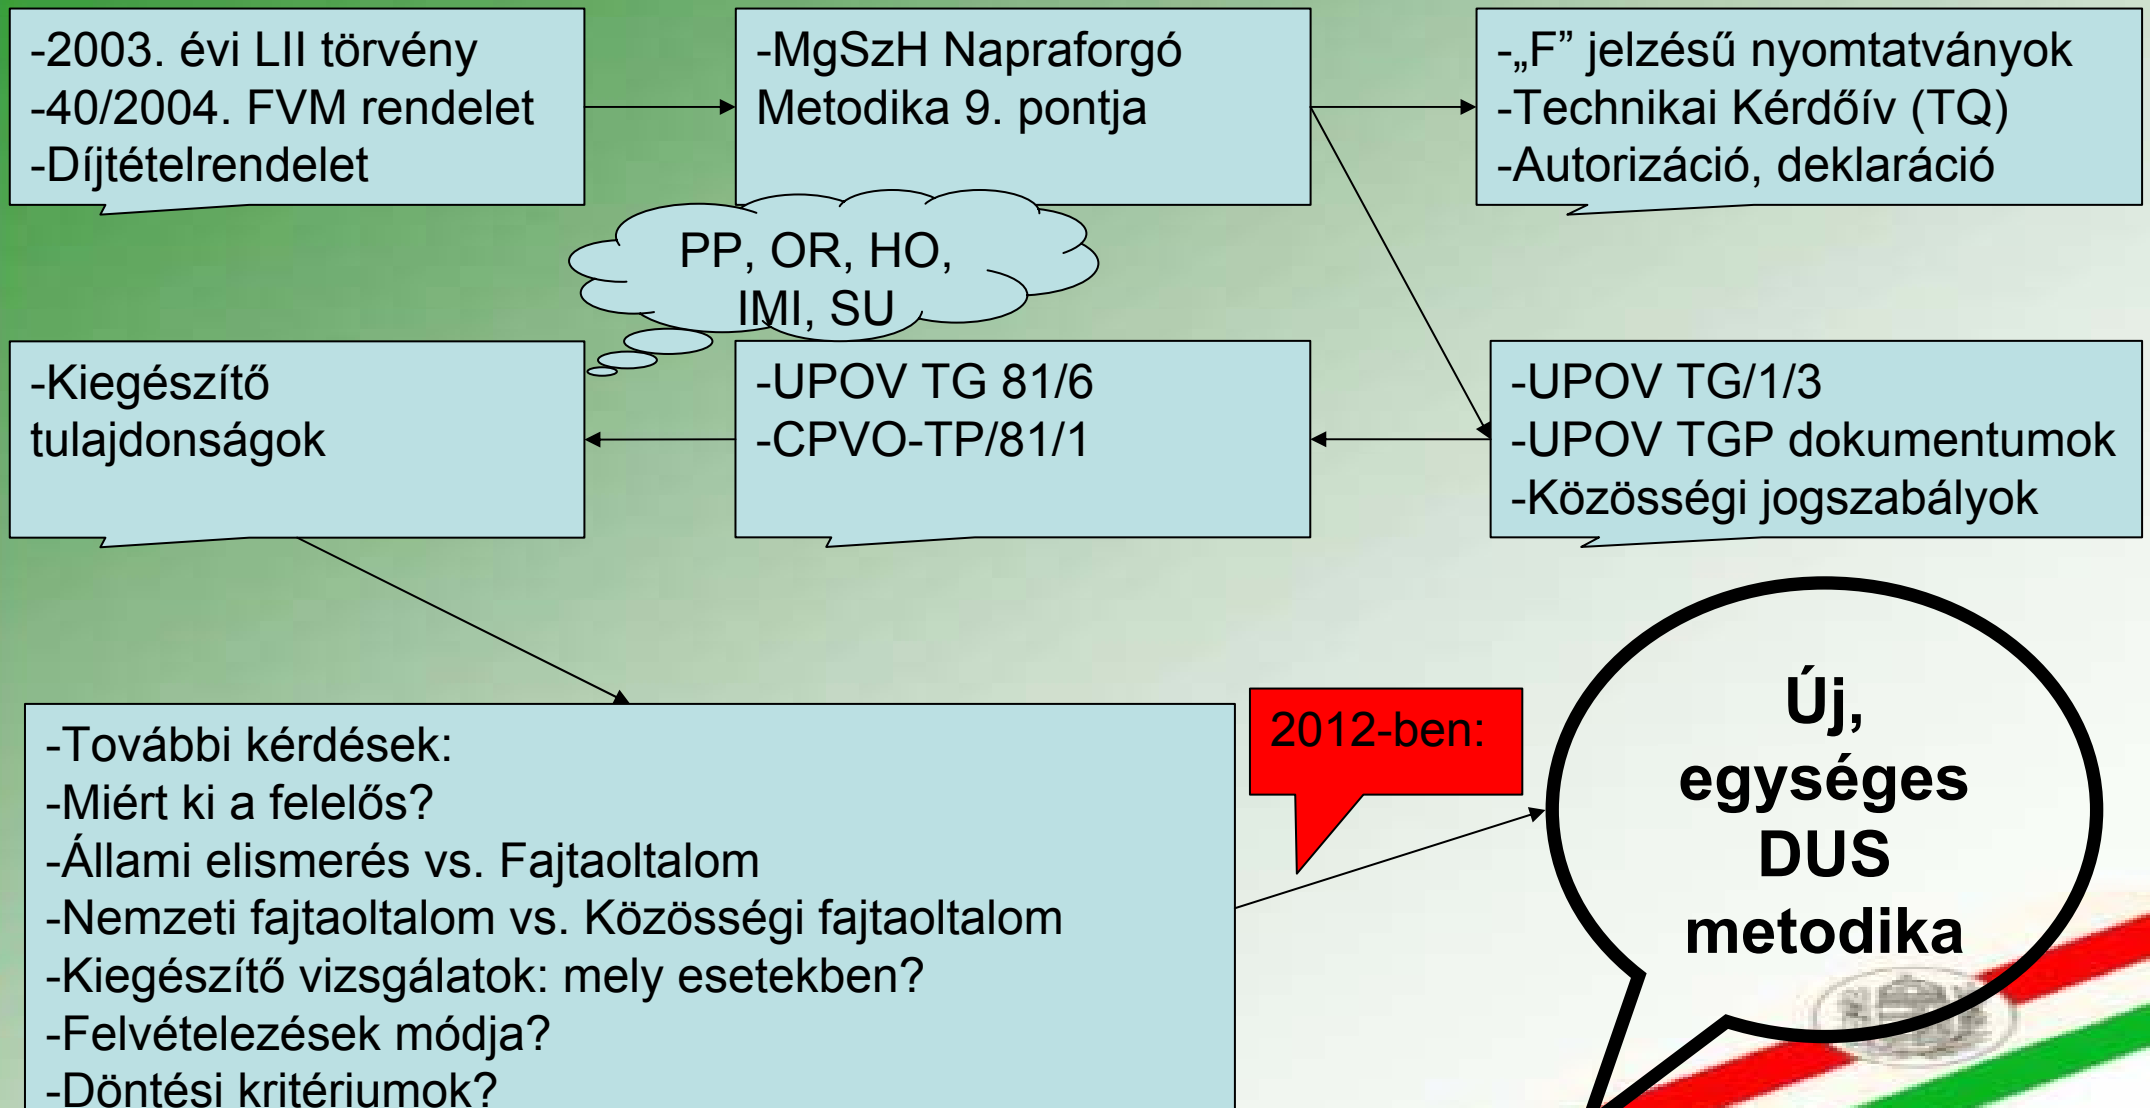 -2003. évi LII törvény
-40/2004. FVM rendelet
-Díjtételrendelet
-MgSzH Napraforgó
Metodika 9. pontja
-„F” jelzésű nyomtatványok
-Technikai Kérdőív (TQ)
-Autorizáció, deklaráció
PP, OR, HO,
IMI, SU
-Kiegészítő
tulajdonságok
-UPOV TG 81/6
-CPVO-TP/81/1
-UPOV TG/1/3
-UPOV TGP dokumentumok
-Közösségi jogszabályok
-További kérdések:
-Miért ki a felelős?
-Állami elismerés vs. Fajtaoltalom
-Nemzeti fajtaoltalom vs. Közösségi fajtaoltalom
-Kiegészítő vizsgálatok: mely esetekben?
-Felvételezések módja?
-Döntési kritériumok?
2012-ben:
Új,
egységes
DUS
metodika